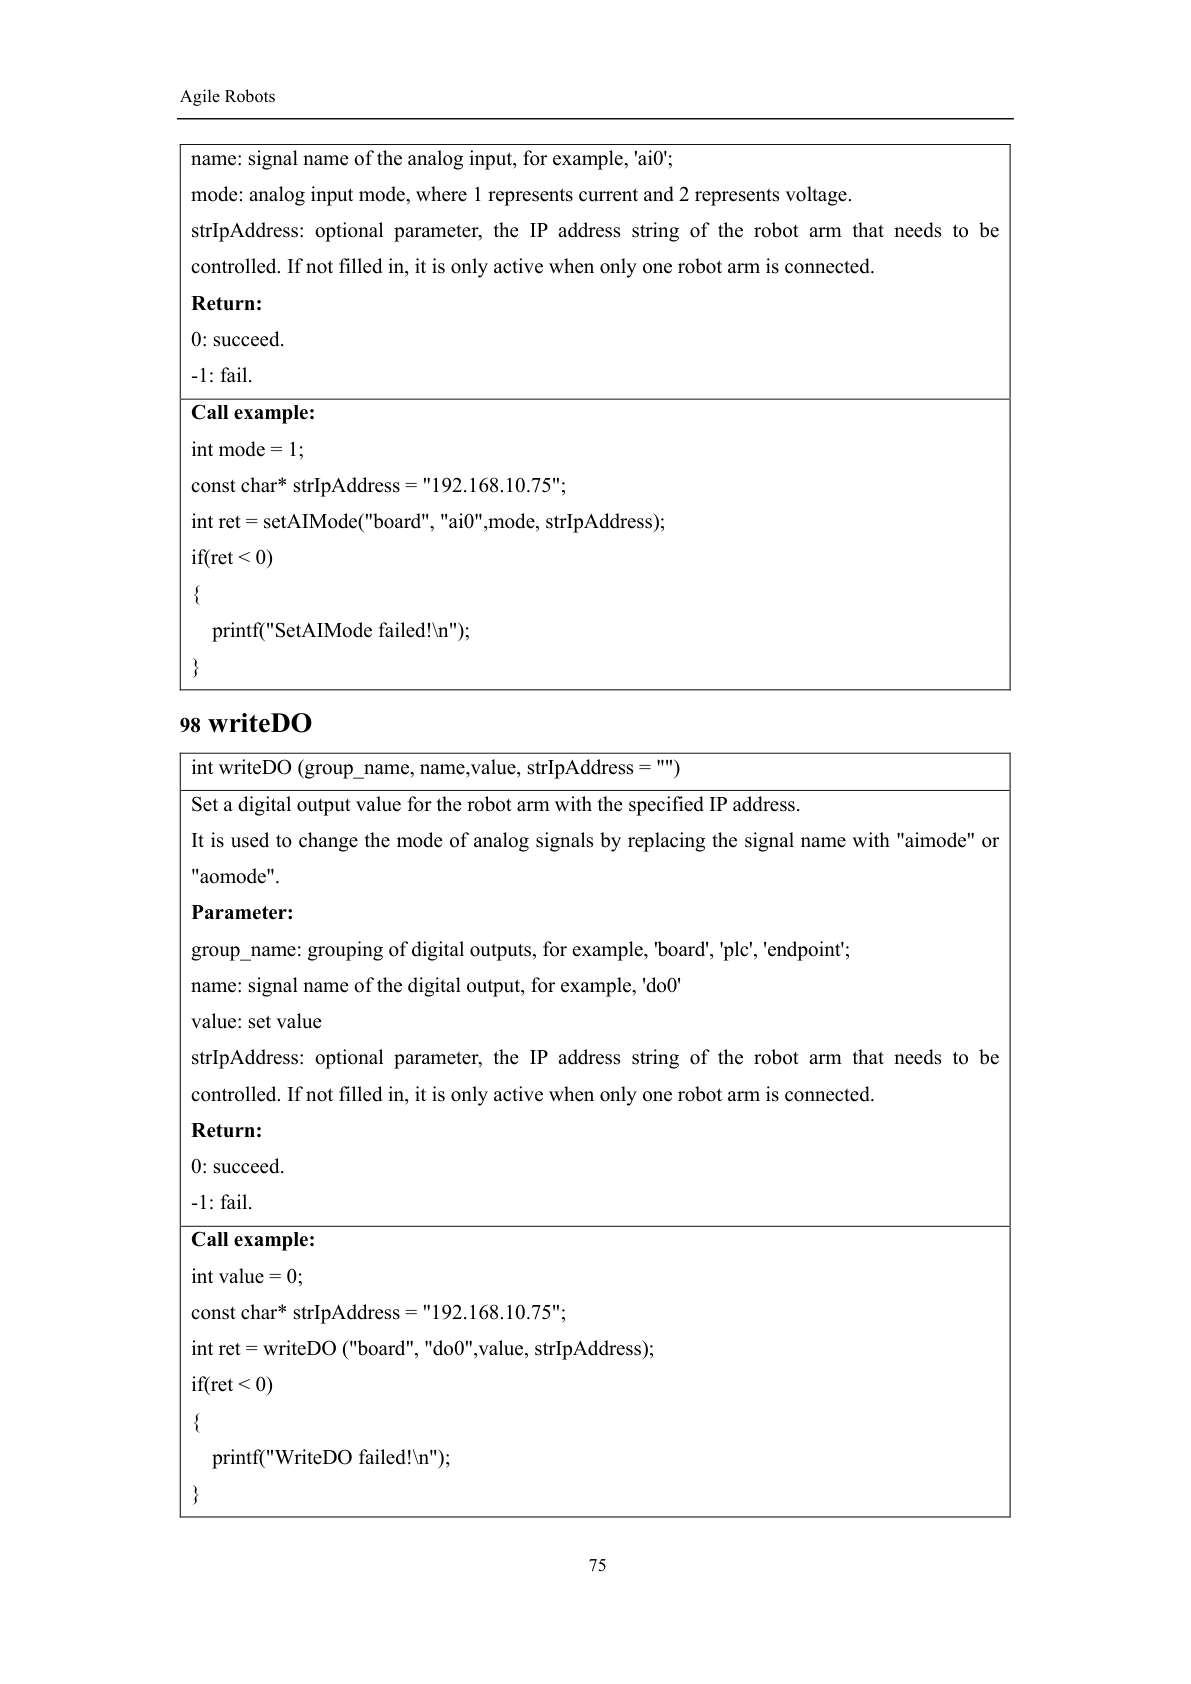 Agile Robots
name: signal name of the analog input, for example, 'ai0';
mode: analog input mode, where 1 represents current and 2 represents voltage.
strIpAddress: optional parameter, the IP address string of the robot arm that needs to be
controlled. If not filled in, it is only active when only one robot arm is connected.
Return:
0: succeed.
-1: fail.
Call example:
int mode = 1;
const char* strIpAddress = "192.168.10.75";
int ret = setAIMode("board", "ai0",mode, strIpAddress);
if(ret < 0)
{
printf("SetAIMode failed!\n");
}
98 writeDO
int writeDO (group_name, name,value, strIpAddress = "")
Set a digital output value for the robot arm with the specified IP address.
It is used to change the mode of analog signals by replacing the signal name with "aimode" or
"aomode".
Parameter:
group_name: grouping of digital outputs, for example, 'board', 'plc', 'endpoint';
name: signal name of the digital output, for example, 'do0'
value: set value
strIpAddress: optional parameter, the IP address string of the robot arm that needs to be
controlled. If not filled in, it is only active when only one robot arm is connected.
Return:
0: succeed.
-1: fail.
Call example:
int value = 0;
const char* strIpAddress = "192.168.10.75";
int ret = writeDO ("board", "do0",value, strIpAddress);
if(ret < 0)
{
printf("WriteDO failed!\n");
}
75